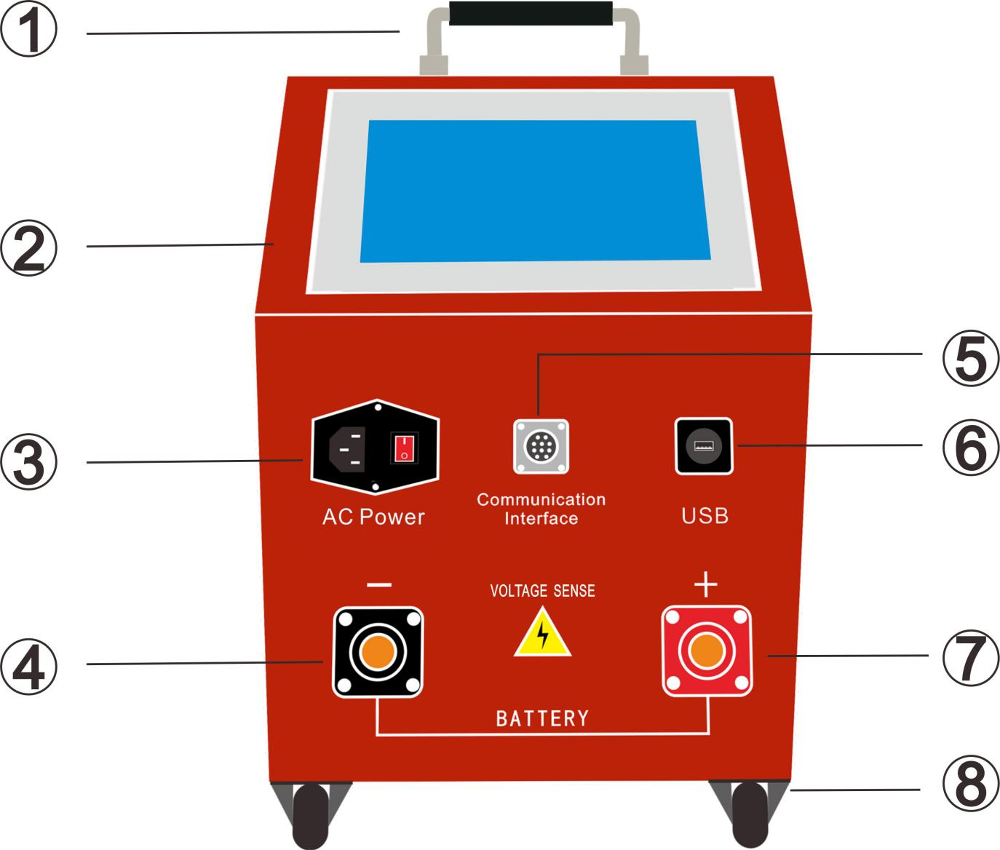 ①
②
③
④
⑤
⑥
⑦
⑧
AC Power
Communication
Interface
USB
−
VOLTAGE SENSE
+
BATTERY